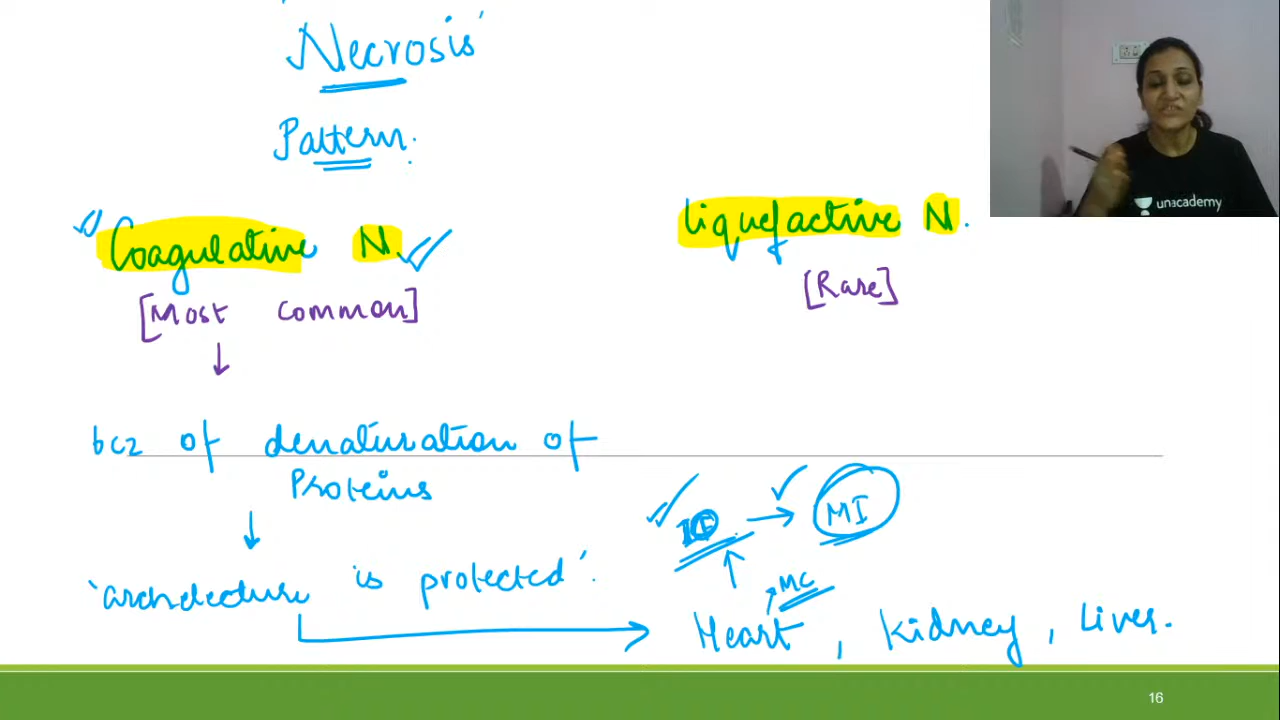 'Necrosis'
Pattern.
Coagulative N
liquefactive N.
[Most common]
[Rare]
bcz of denaturation of
Proteins
MI
'architecture is protected'.
MC
Heart, Kidney, Liver.
unacademy
16